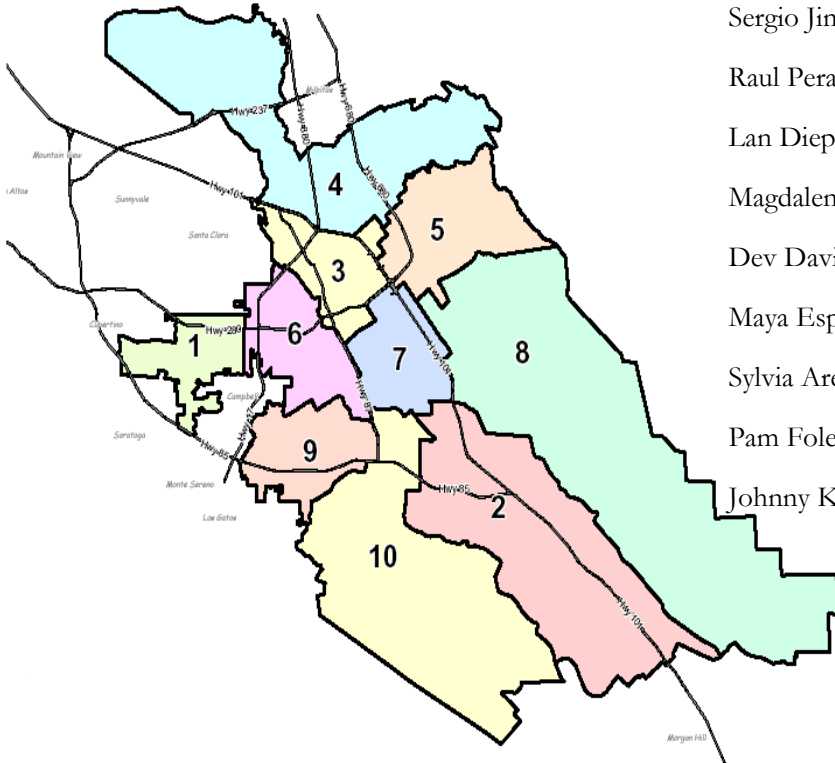 Sergio Jin
Raul Pera
Lan Diep
Magdalen
Dev Davi
Maya Esp
Sylvia Are
Pam Fole
Johnny K
Milpitas
Hwy 237
Hwy 880
Hwy 680
Mountain View
n Altos
Sunnyvale
Hwy 101
4
Hwy 680
Santa Clara
5
3
Cupertino
Hwy 280
1
6
7
8
Hwy 101
Campbell
Hwy 87
Saratoga
Hwy 17
Hwy 85
9
Monte Sereno
Hwy 85
2
Los Gatos
10
Hwy 101
Morgan Hill